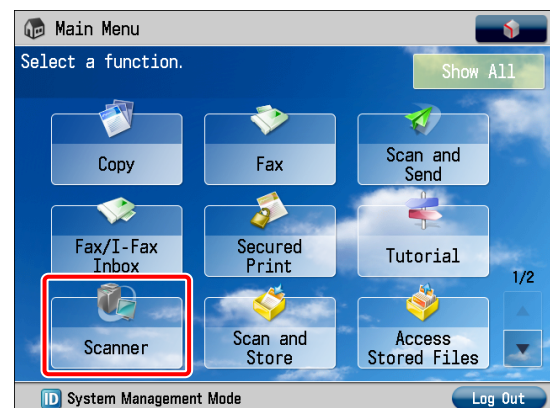 Main Menu
Select a function.
Show All
Copy
Fax
Scan and
Send
Fax/I-Fax
Inbox
Secured
Print
Tutorial
1/2
Scanner
Scan and
Store
Access
Stored Files
ID System Management Mode
Log Out